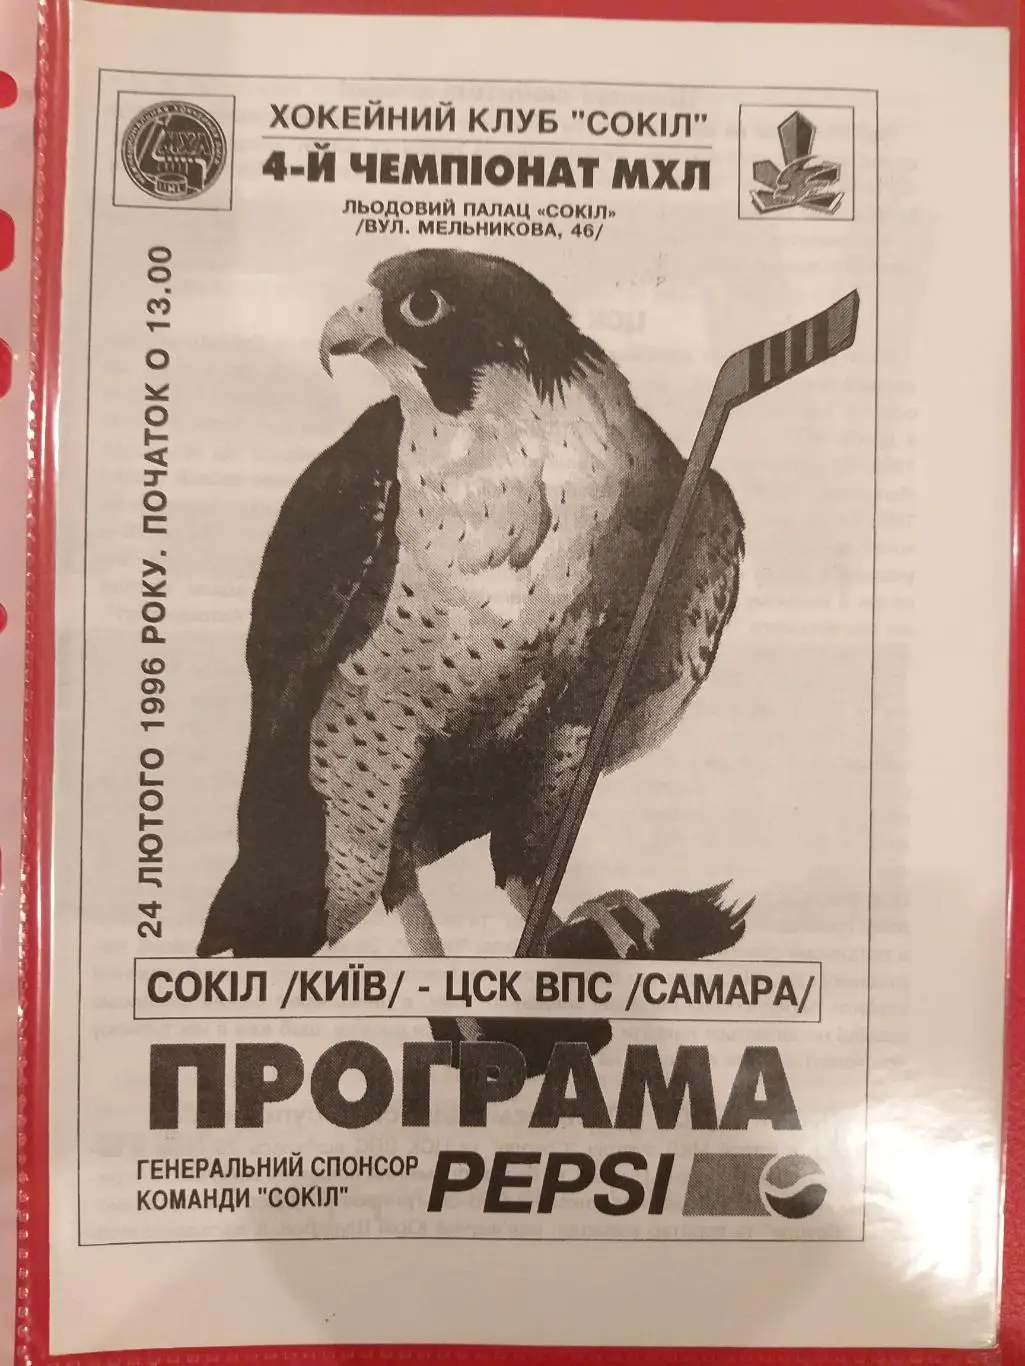 ХОКЕЙНИЙ КЛУБ "СОКІЛ"
4-Й ЧЕМПІОНАТ МХЛ
ЛЬОДОВИЙ ПАЛАЦ «СОКІЛ»
/ВУЛ. МЕЛЬНИКОВА, 46/
МХЛ
24 ЛЮТОГО 1996 РОКУ. ПОЧАТОК О 13.00
СОКІЛ /КИЇВ/ - ЦСК ВПС /САМАРА/
ПРОГРАМА
ГЕНЕРАЛЬНИЙ СПОНСОР
КОМАНДИ "СОКІЛ"
PEPSI